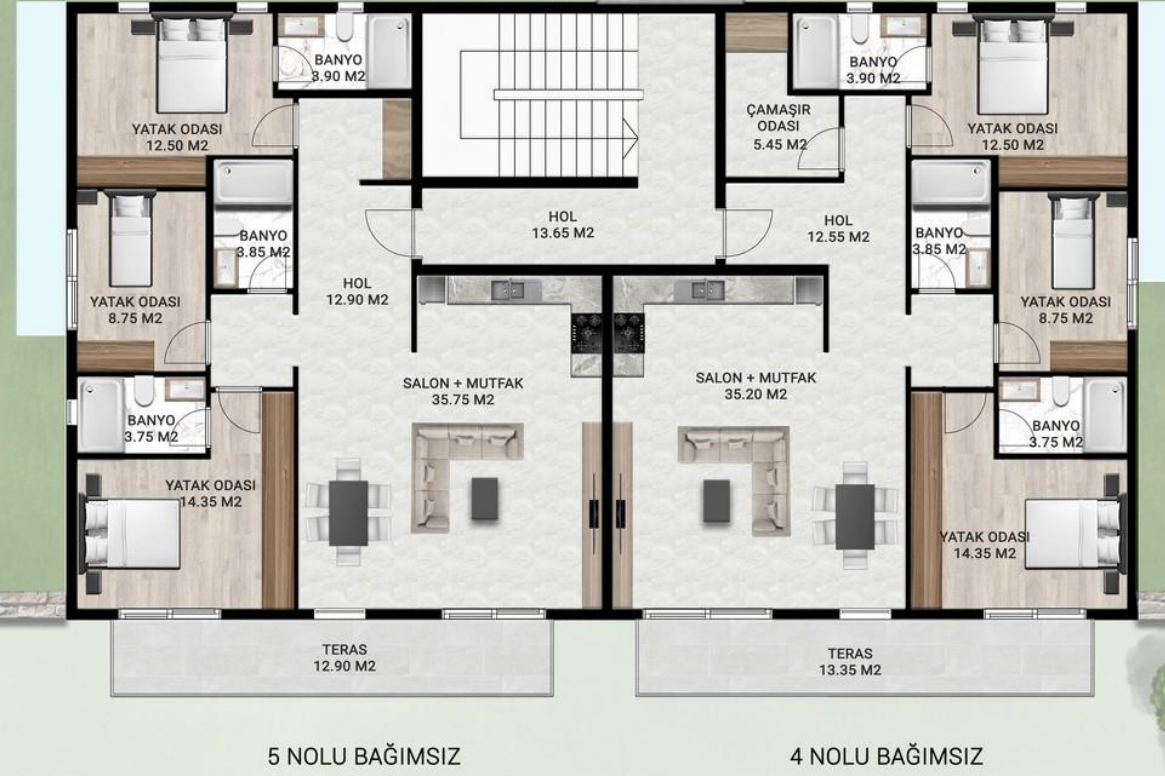 BANYO
3.90 M2
YATAK ODASI
12.50 M2
BANYO
3.85 M2
YATAK ODASI
8.75 M2
HOL
12.90 M2
BANYO
3.75 M2
YATAK ODASI
14.35 M2
SALON + MUTFAK
35.75 M2
TERAS
12.90 M2
HOL
13.65 M2
ÇAMAŞIR
ODASI
5.45 M2
BANYO
3.90 M2
YATAK ODASI
12.50 M2
HOL
12.55 M2
BANYO
3.85 M2
YATAK ODASI
8.75 M2
SALON + MUTFAK
35.20 M2
BANYO
3.75 M2
YATAK ODASI
14.35 M2
TERAS
13.35 M2
5 NOLU BAĞIMSIZ
4 NOLU BAĞIMSIZ